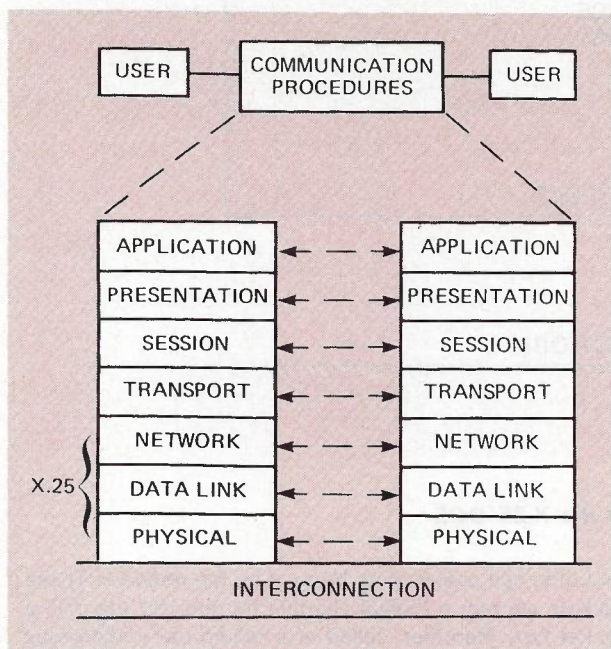 USER
COMMUNICATION
PROCEDURES
USER
APPLICATION
APPLICATION
PRESENTATION
PRESENTATION
SESSION
SESSION
TRANSPORT
TRANSPORT
NETWORK
NETWORK
X.25
DATA LINK
DATA LINK
PHYSICAL
PHYSICAL
INTERCONNECTION